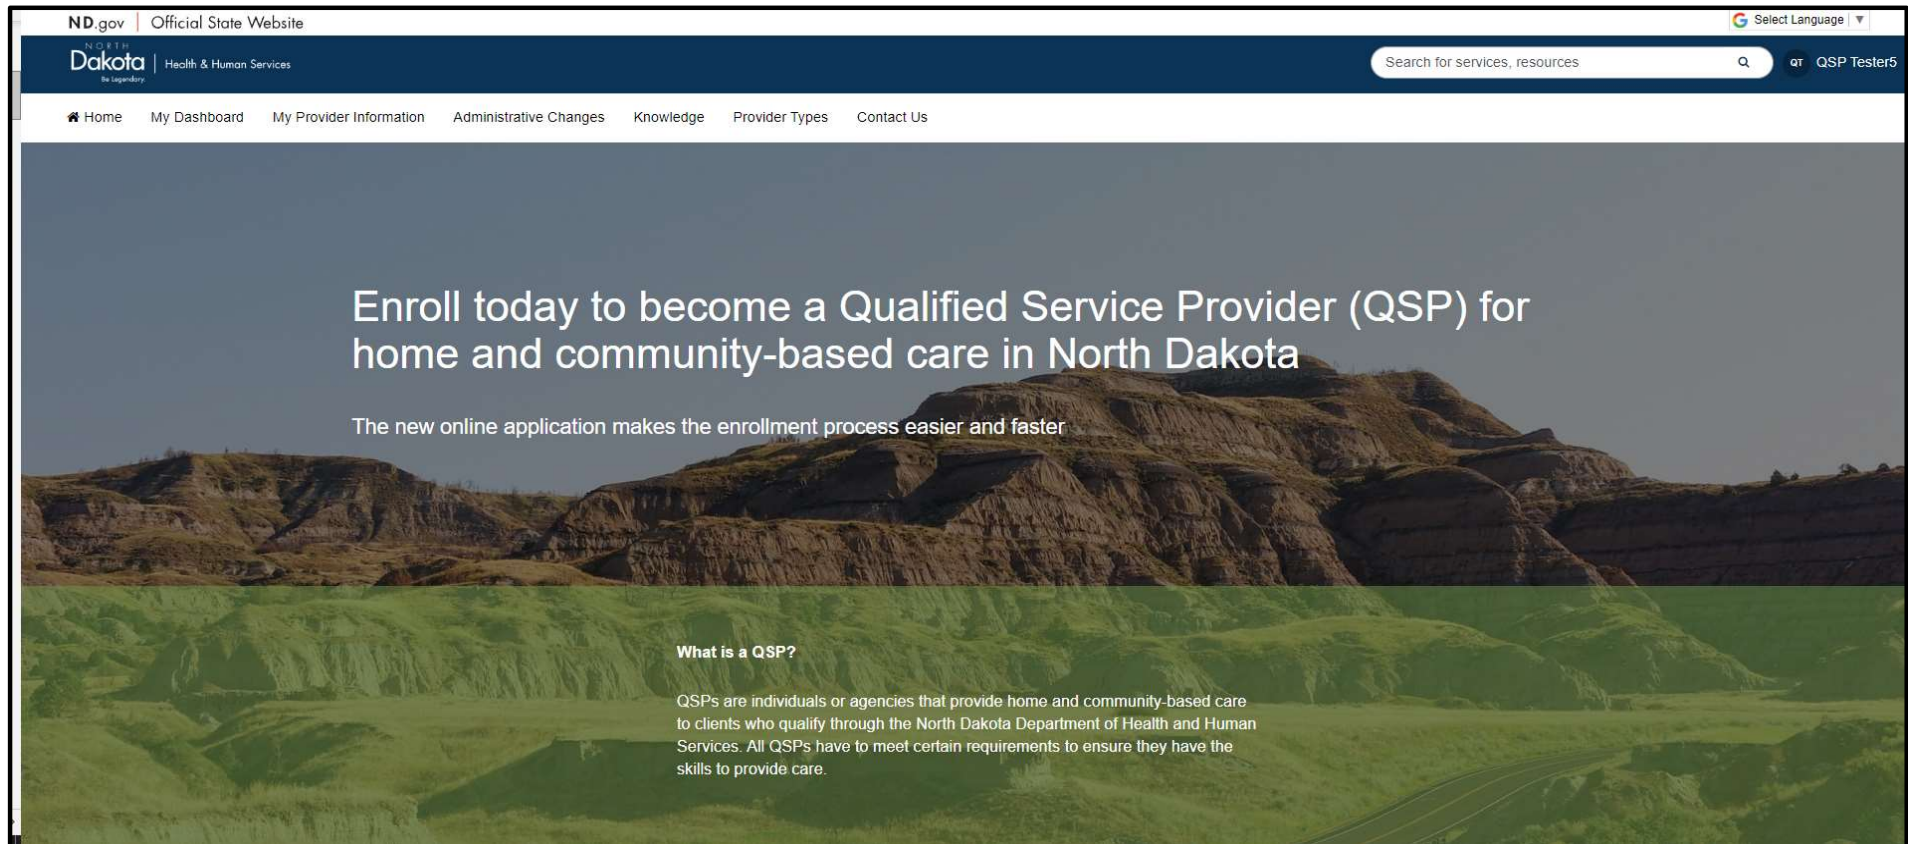 ND.gov | Official State Website
Select Language ▼
NORTH
Dakota | Health & Human Services
Be Legendary.
Search for services, resources
QT QSP Tester5
Home My Dashboard My Provider Information Administrative Changes Knowledge Provider Types Contact Us
Enroll today to become a Qualified Service Provider (QSP) for
home and community-based care in North Dakota
The new online application makes the enrollment process easier and faster
What is a QSP?
QSPs are individuals or agencies that provide home and community-based care
to clients who qualify through the North Dakota Department of Health and Human
Services. All QSPs have to meet certain requirements to ensure they have the
skills to provide care.